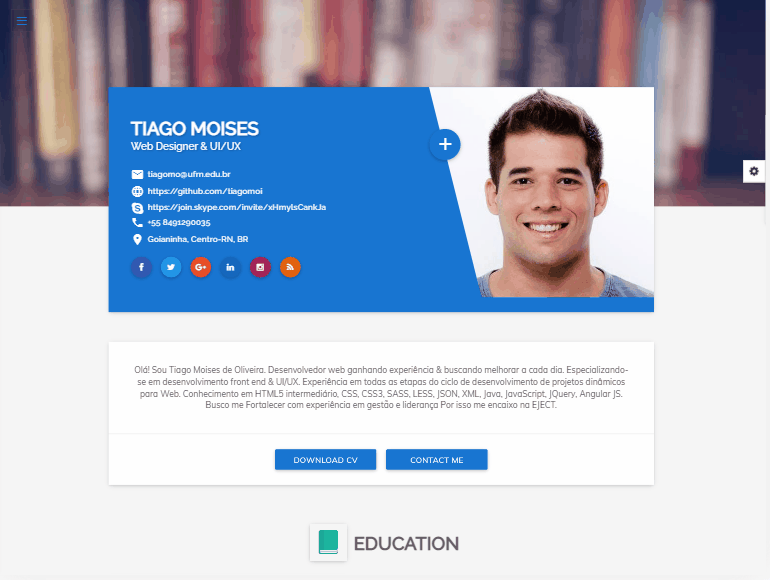 TIAGO MOISES
Web Designer & UI/UX
tiagomo@ufrn.edu.br
https://github.com/tiagomoi
https://join.skype.com/invite/xHmylsCankJa
+55 8491290035
Goianinha, Centro-RN, BR
Olá! Sou Tiago Moises de Oliveira. Desenvolvedor web ganhando experiência & buscando melhorar a cada dia. Especializando-
se em desenvolvimento front end & UI/UX. Experiência em todas as etapas do ciclo de desenvolvimento de projetos dinâmicos
para Web. Conhecimento em HTML5 intermediário, CSS, CSS3, SASS, LESS, JSON, XML, Java, JavaScript, JQuery, Angular JS.
Busco me Fortalecer com experiência em gestão e liderança Por isso me encaixo na EJECT.
DOWNLOAD CV
CONTACT ME
EDUCATION